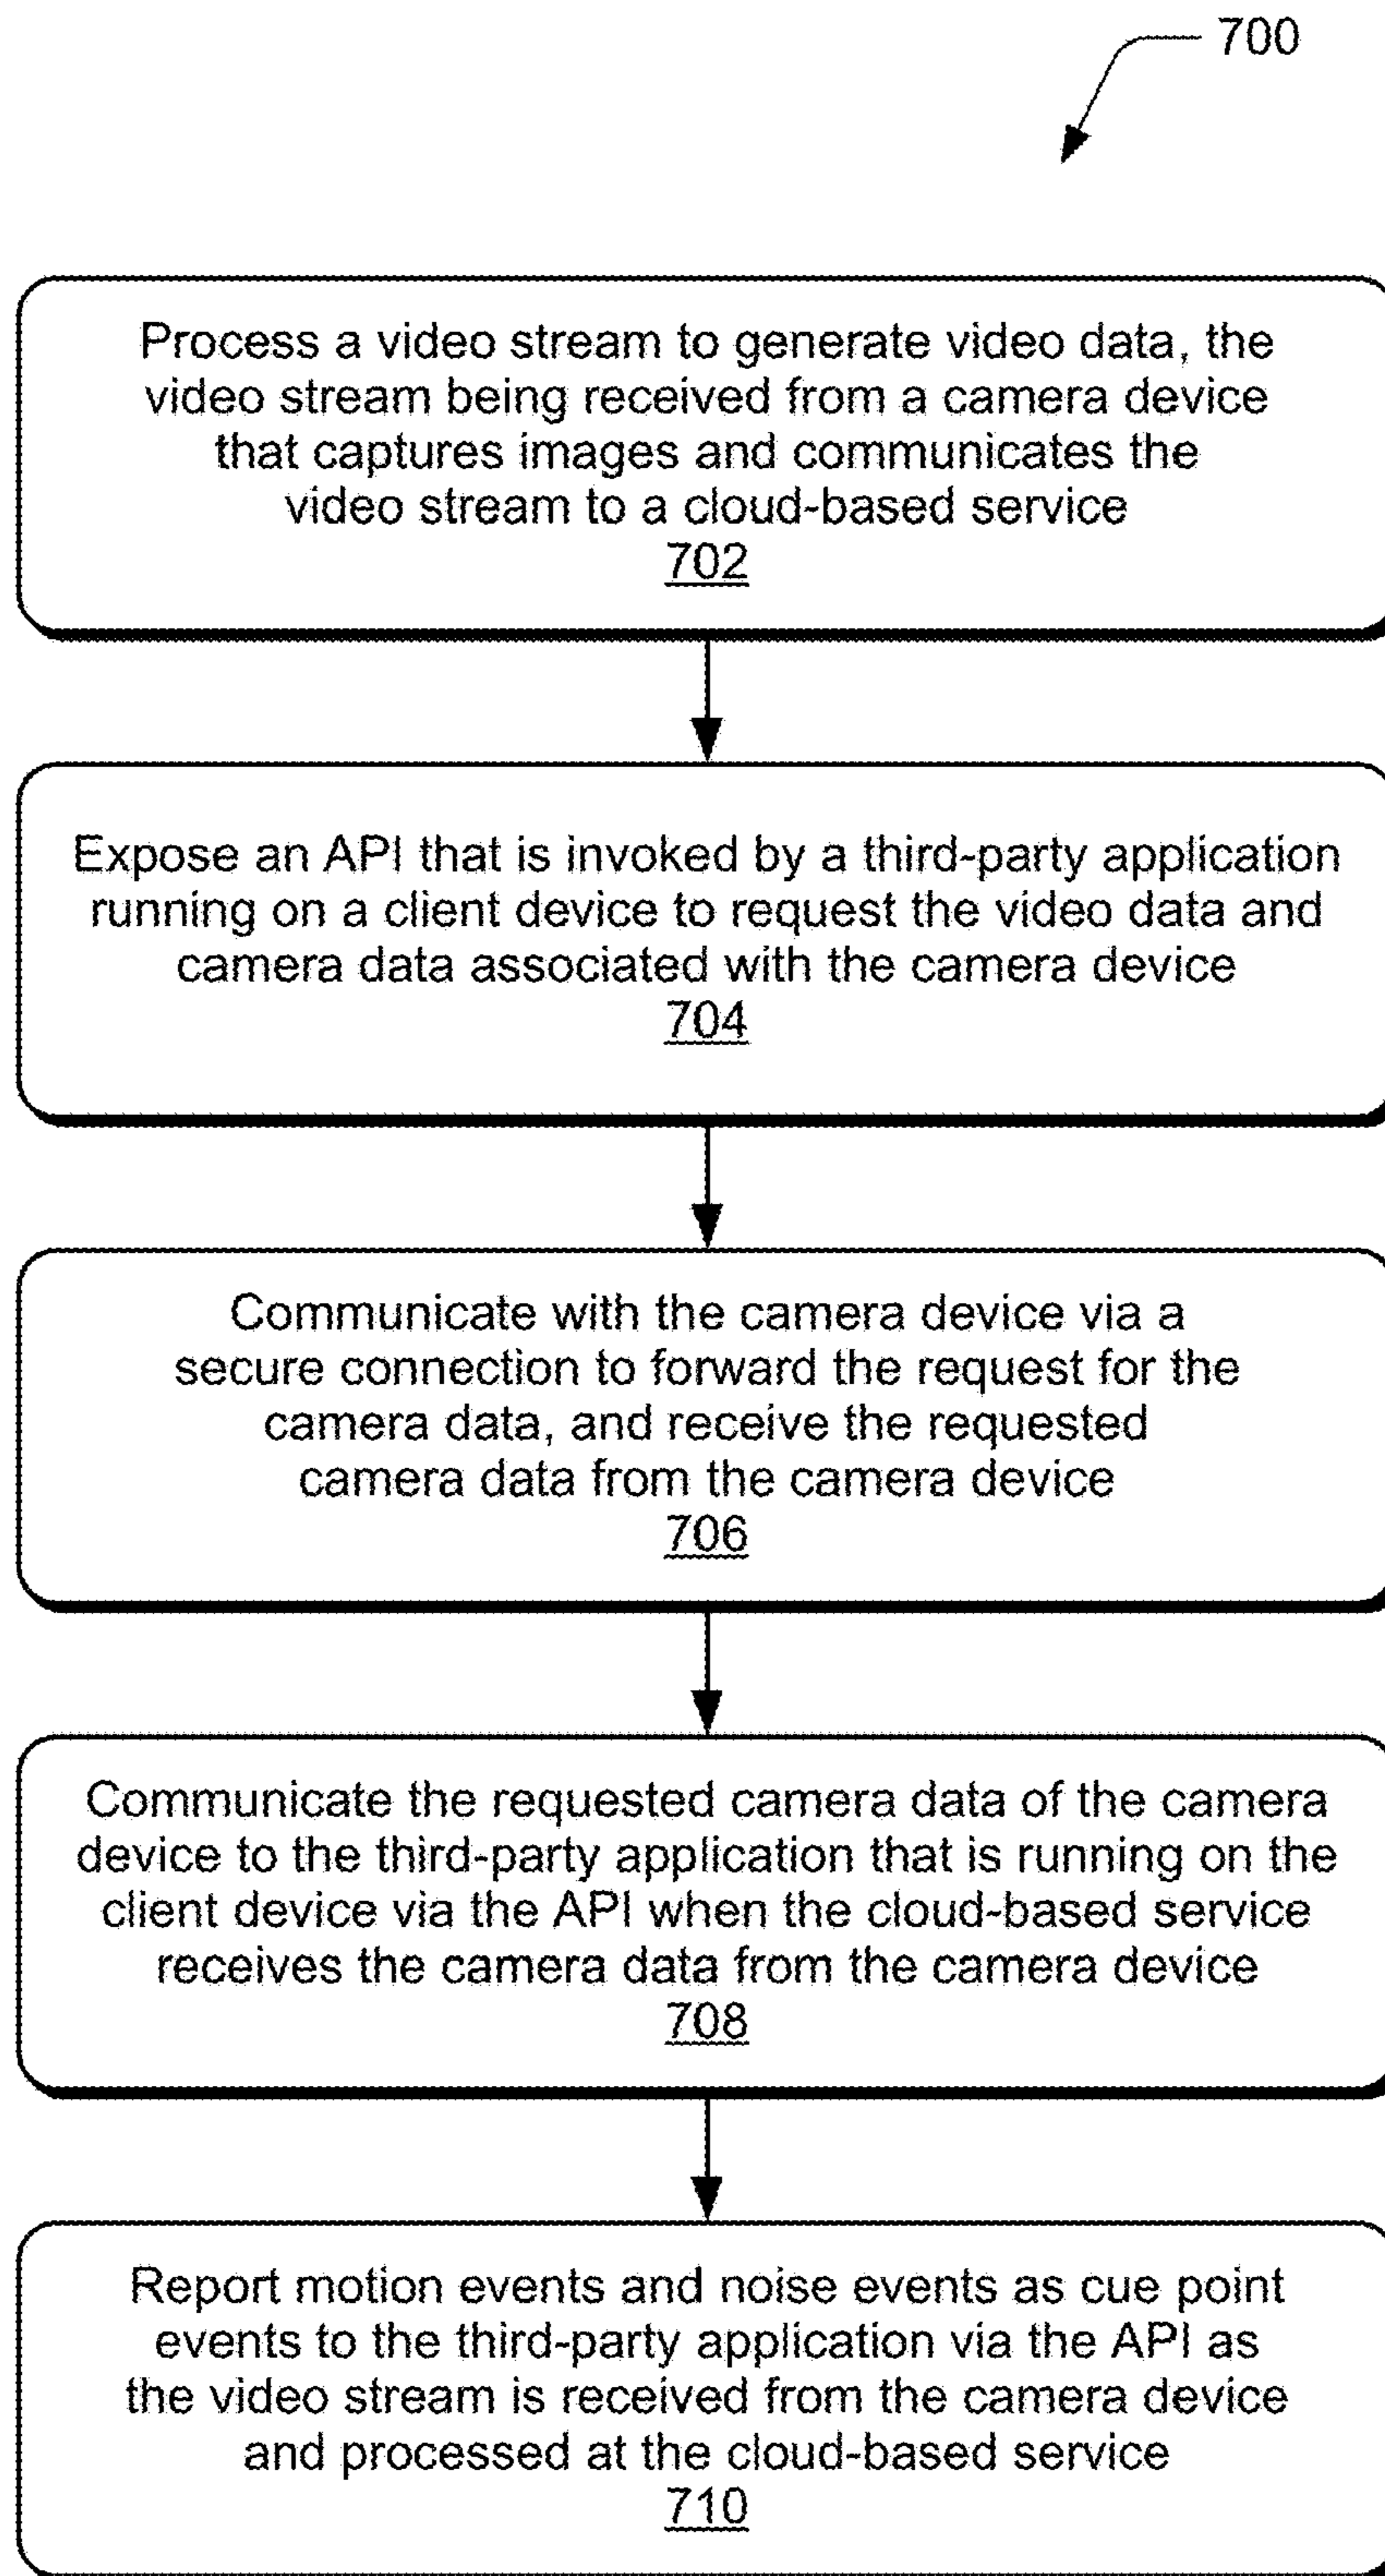 700
Process a video stream to generate video data, the
video stream being received from a camera device
that captures images and communicates the
video stream to a cloud-based service
702
Expose an API that is invoked by a third-party application
running on a client device to request the video data and
camera data associated with the camera device
704
Communicate with the camera device via a
secure connection to forward the request for the
camera data, and receive the requested
camera data from the camera device
706
Communicate the requested camera data of the camera
device to the third-party application that is running on the
client device via the API when the cloud-based service
receives the camera data from the camera device
708
Report motion events and noise events as cue point
events to the third-party application via the API as
the video stream is received from the camera device
and processed at the cloud-based service
710